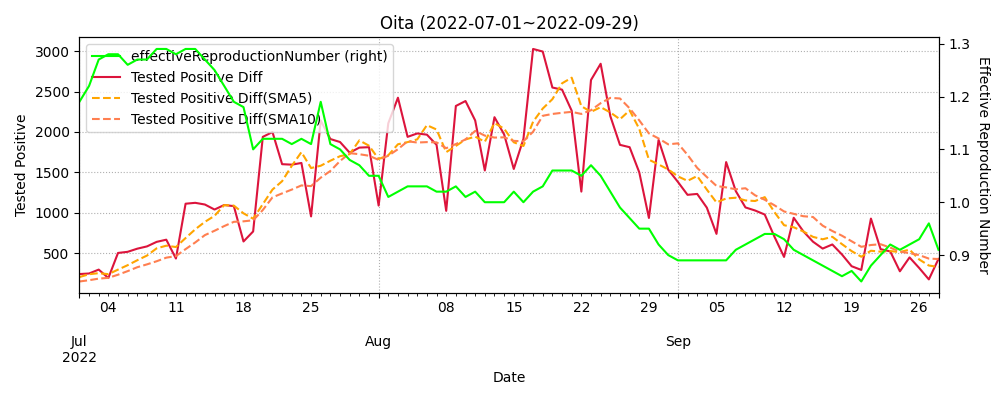 Oita (2022-07-01~2022-09-29)
effectiveReproductionNumber (right)
Tested Positive Diff
Tested Positive Diff(SMA5)
Tested Positive Diff(SMA10)
Tested Positive
3000
2500
2000
1500
1000
500
Effective Reproduction Number
1.3
1.2
1.1
1.0
0.9
04 11 18 25 08 15 22 29 05 12 19 26
Jul Aug Sep
2022
Date